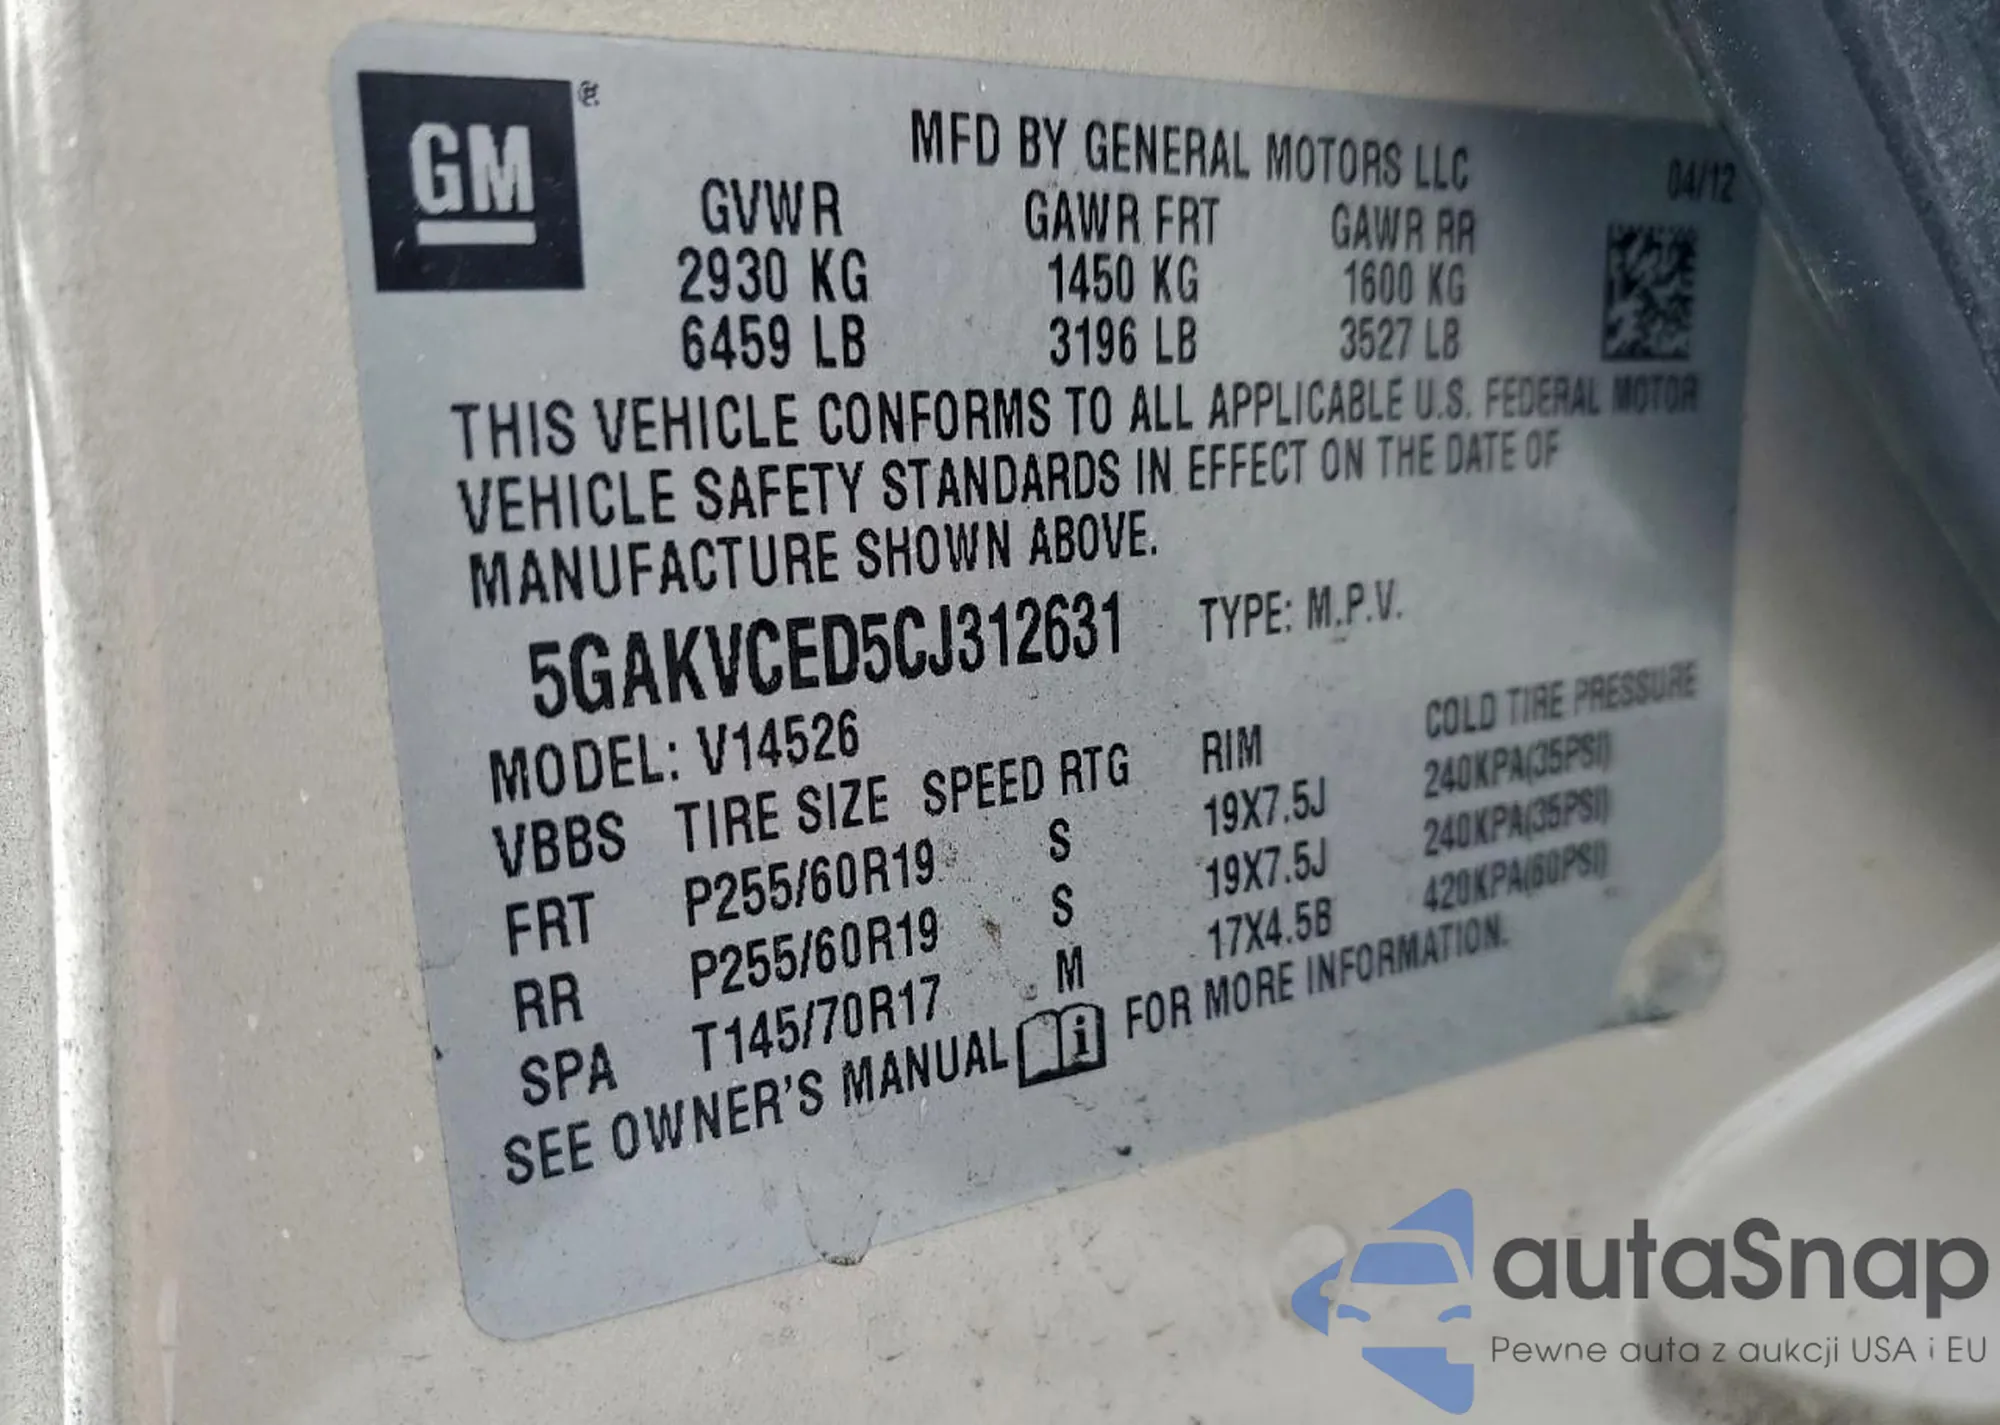 GM
MFD BY GENERAL MOTORS LLC
04/12
GVWR GAWR FRT GAWR RR
2930 KG 1450 KG 1600 KG
6459 LB 3196 LB 3527 LB
THIS VEHICLE CONFORMS TO ALL APPLICABLE U.S. FEDERAL MOTOR
VEHICLE SAFETY STANDARDS IN EFFECT ON THE DATE OF
MANUFACTURE SHOWN ABOVE.
5GAKVCED5CJ312631 TYPE: M.P.V.
MODEL: V14526
VBBS TIRE SIZE SPEED RTG RIM COLD TIRE PRESSURE
FRT P255/60R19 S 19X7.5J 240KPA(35PSI)
RR P255/60R19 S 19X7.5J 240KPA(35PSI)
SPA T145/70R17 M 17X4.5B 420KPA(60PSI)
SEE OWNER'S MANUAL i FOR MORE INFORMATION.
autaSnap
Pewne auta z aukcji USA i EU